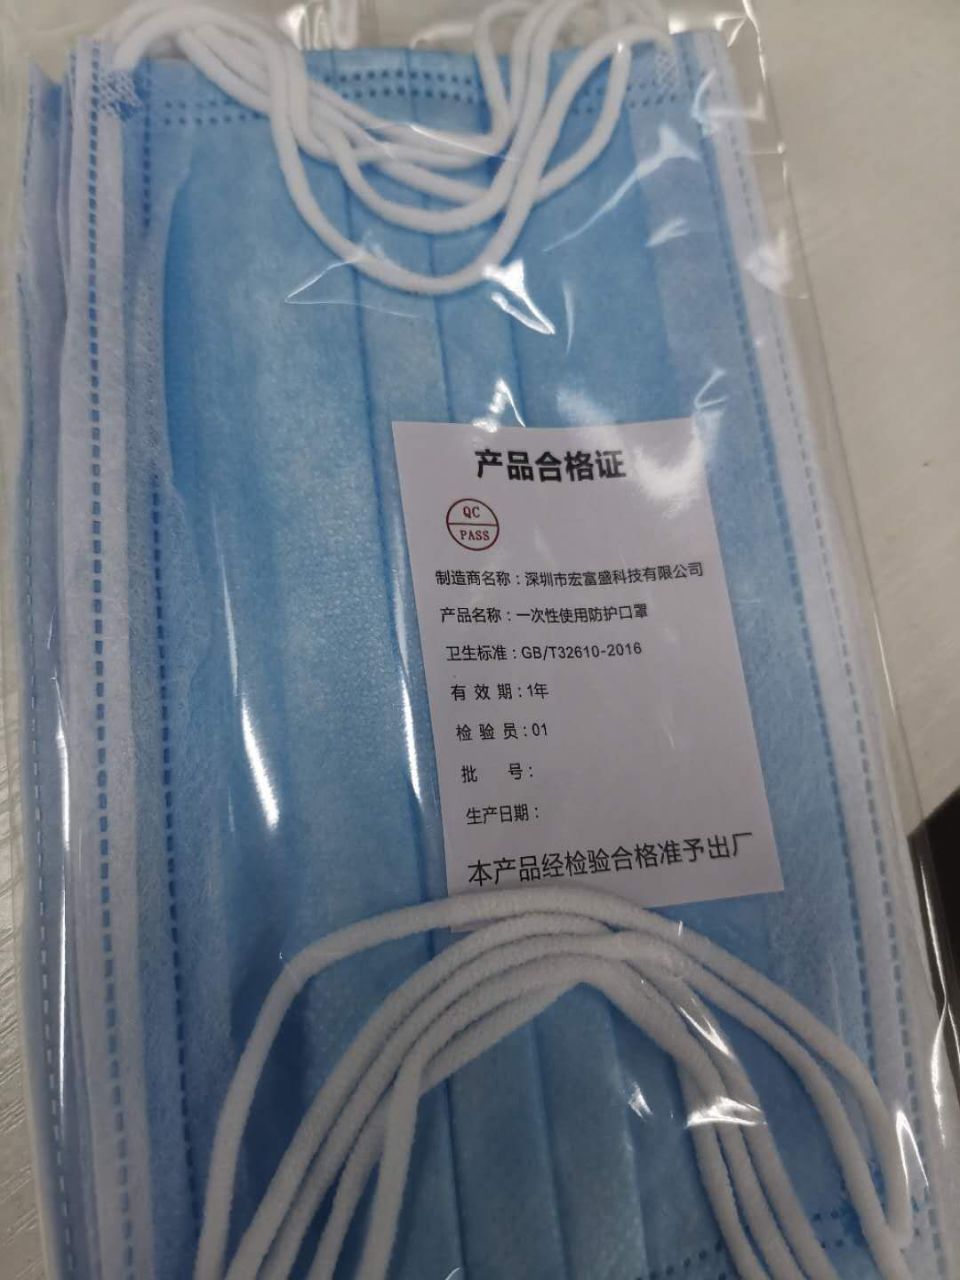 产品合格证
QC
PASS
制造商名称：深圳市宏富盛科技有限公司
产品名称：一次性使用防护口罩
卫生标准：GB/T32610-2016
有 效 期：1年
检 验 员：01
批 号：
生产日期：
本产品经检验合格准予出厂